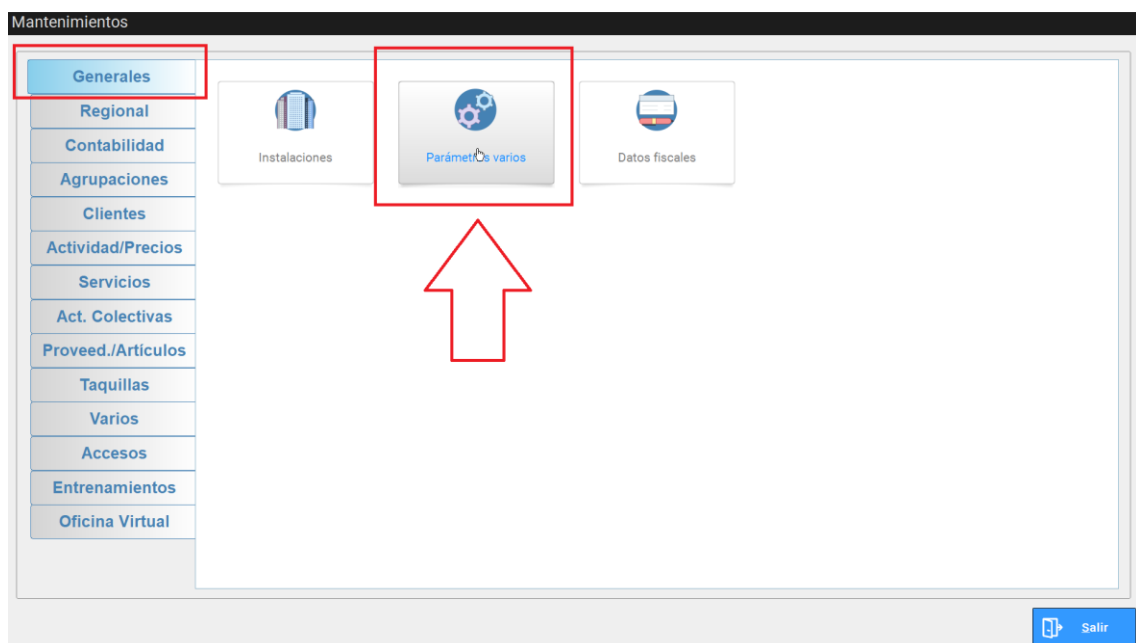 Mantenimientos
Generales
Regional
Contabilidad
Agrupaciones
Clientes
Actividad/Precios
Servicios
Act. Colectivas
Proveed./Artículos
Taquillas
Varios
Accesos
Entrenamientos
Oficina Virtual
Instalaciones
Parámetros varios
Datos fiscales
Salir